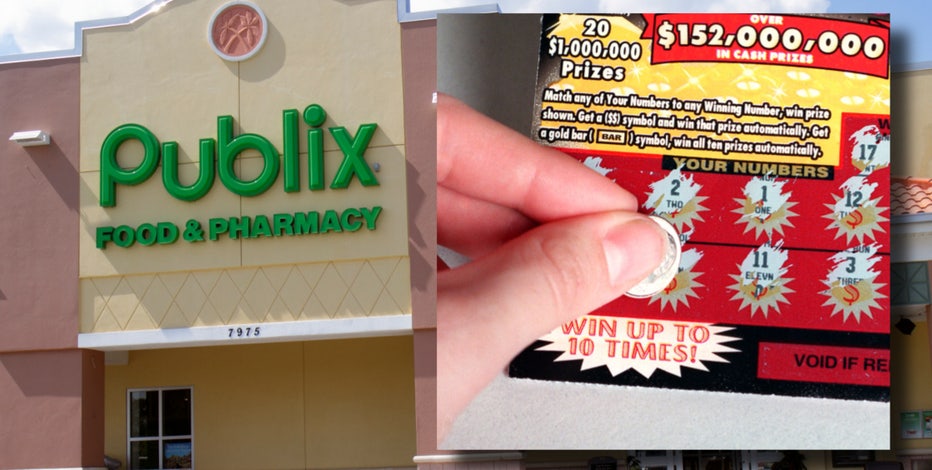 Publix
FOOD & PHARMACY
7975
OVER
20
$1,000,000
Prizes
$152,000,000
IN CASH PRIZES
Match any of Your Numbers to any Winning Number, win prize
shown. Get a ($$) symbol and win that prize automatically. Get
a gold bar ( BAR ) symbol, win all ten prizes automatically.
YOUR NUMBERS
17
2
TWO
1
ONE
12
11
ELEVN
3
THREE
WIN UP TO
10 TIMES!
VOID IF